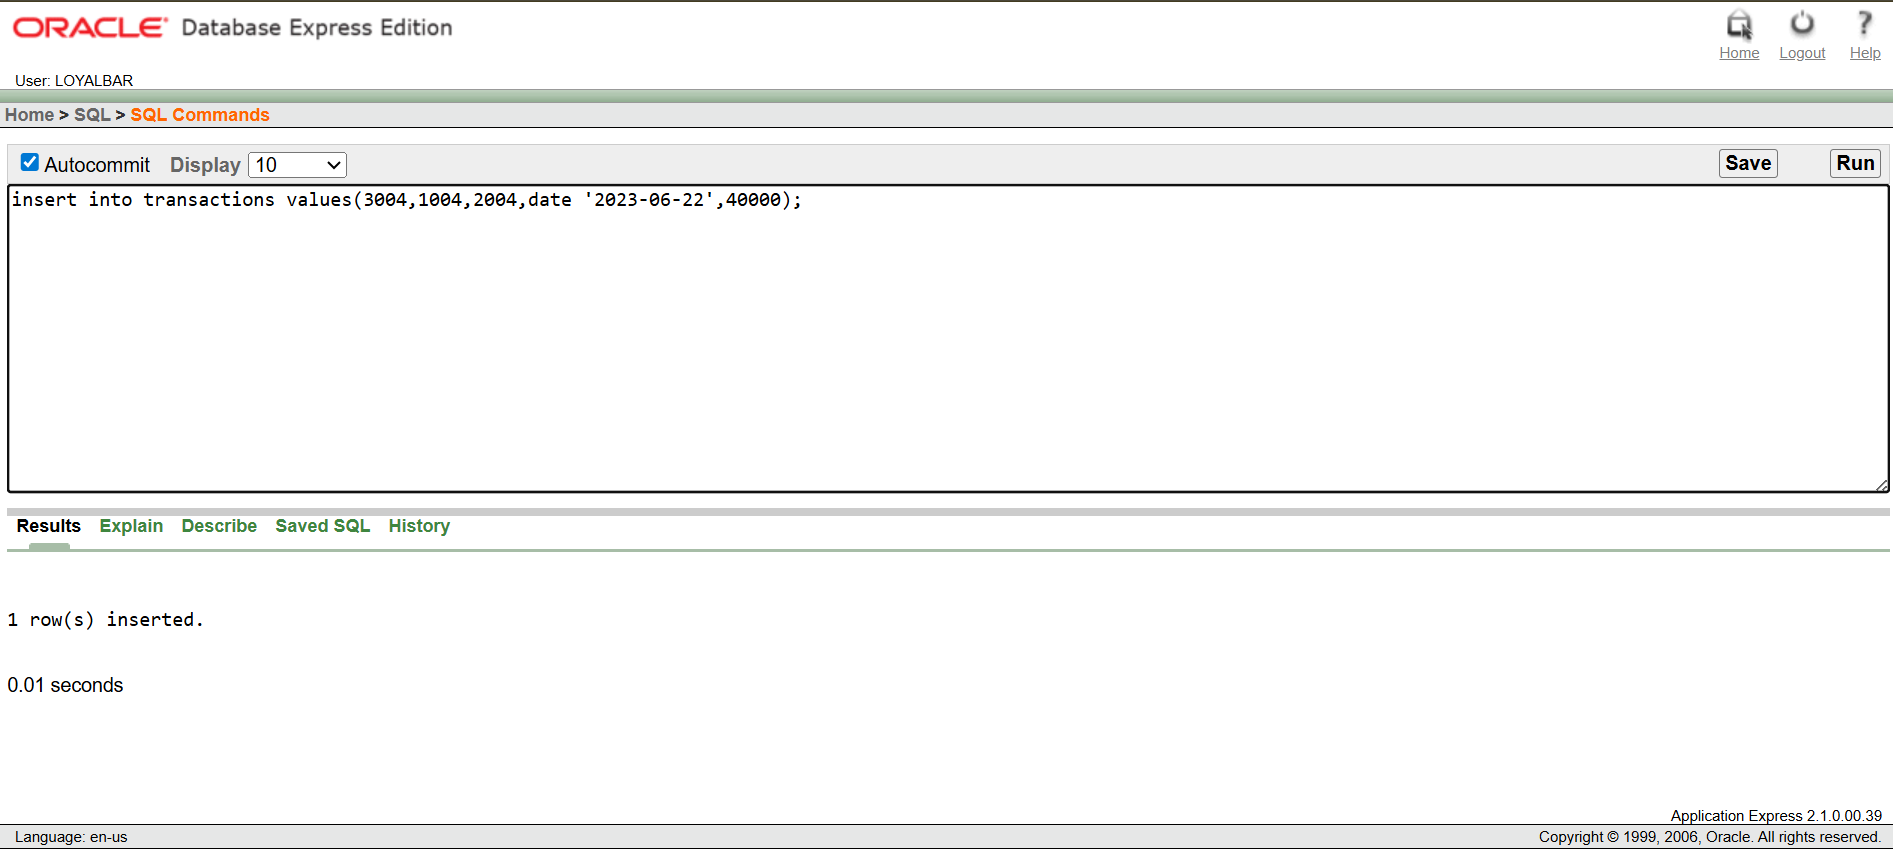 ORACLE® Database Express Edition
Home Logout Help
User: LOYALBAR
Home > SQL > SQL Commands
Autocommit Display 10 Save Run
insert into transactions values(3004,1004,2004,date '2023-06-22',40000);
Results Explain Describe Saved SQL History
1 row(s) inserted.
0.01 seconds
Application Express 2.1.0.00.39
Language: en-us Copyright © 1999, 2006, Oracle. All rights reserved.